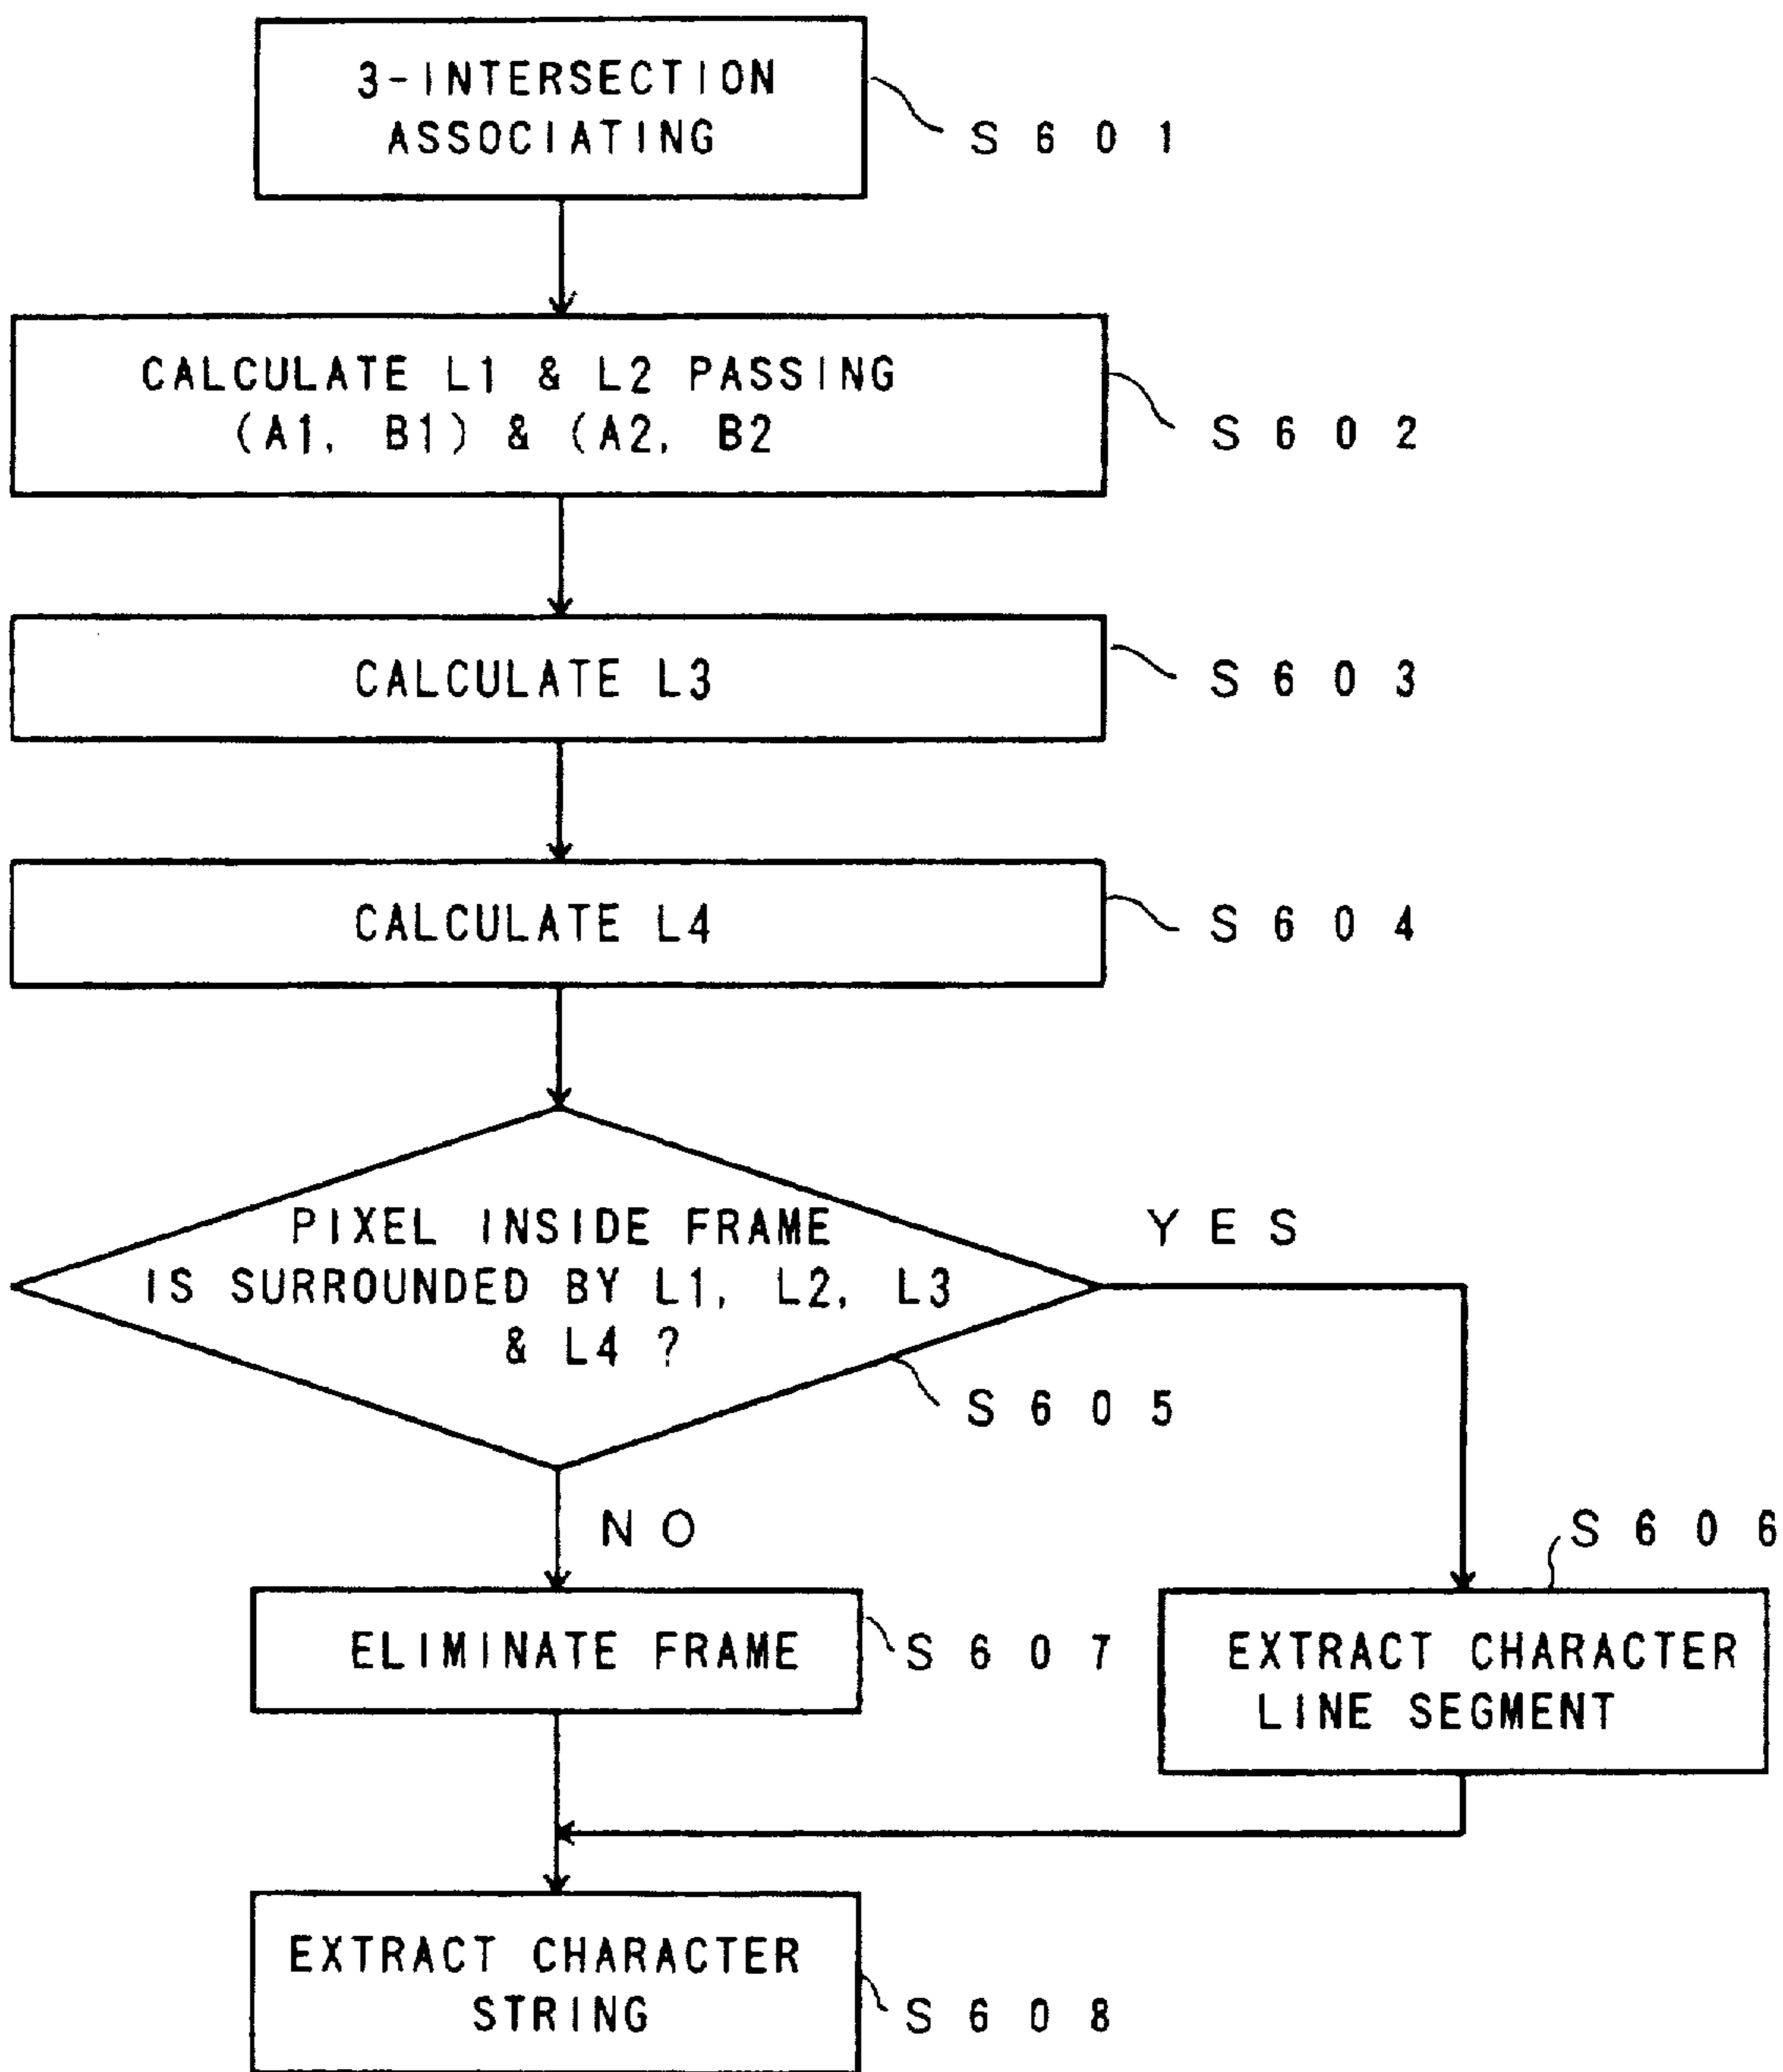 3-INTERSECTION
ASSOCIATING
S601
CALCULATE L1 & L2 PASSING
(A1, B1) & (A2, B2
S602
CALCULATE L3
S603
CALCULATE L4
S604
PIXEL INSIDE FRAME
IS SURROUNDED BY L1, L2, L3
& L4 ?
YES
S605
NO
S606
ELIMINATE FRAME
S607
EXTRACT CHARACTER
LINE SEGMENT
EXTRACT CHARACTER
STRING
S608